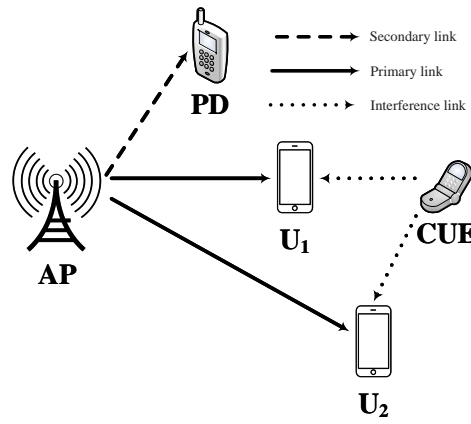 Secondary link
PD
Primary link
Interference link
U₁
CUE
AP
U₂